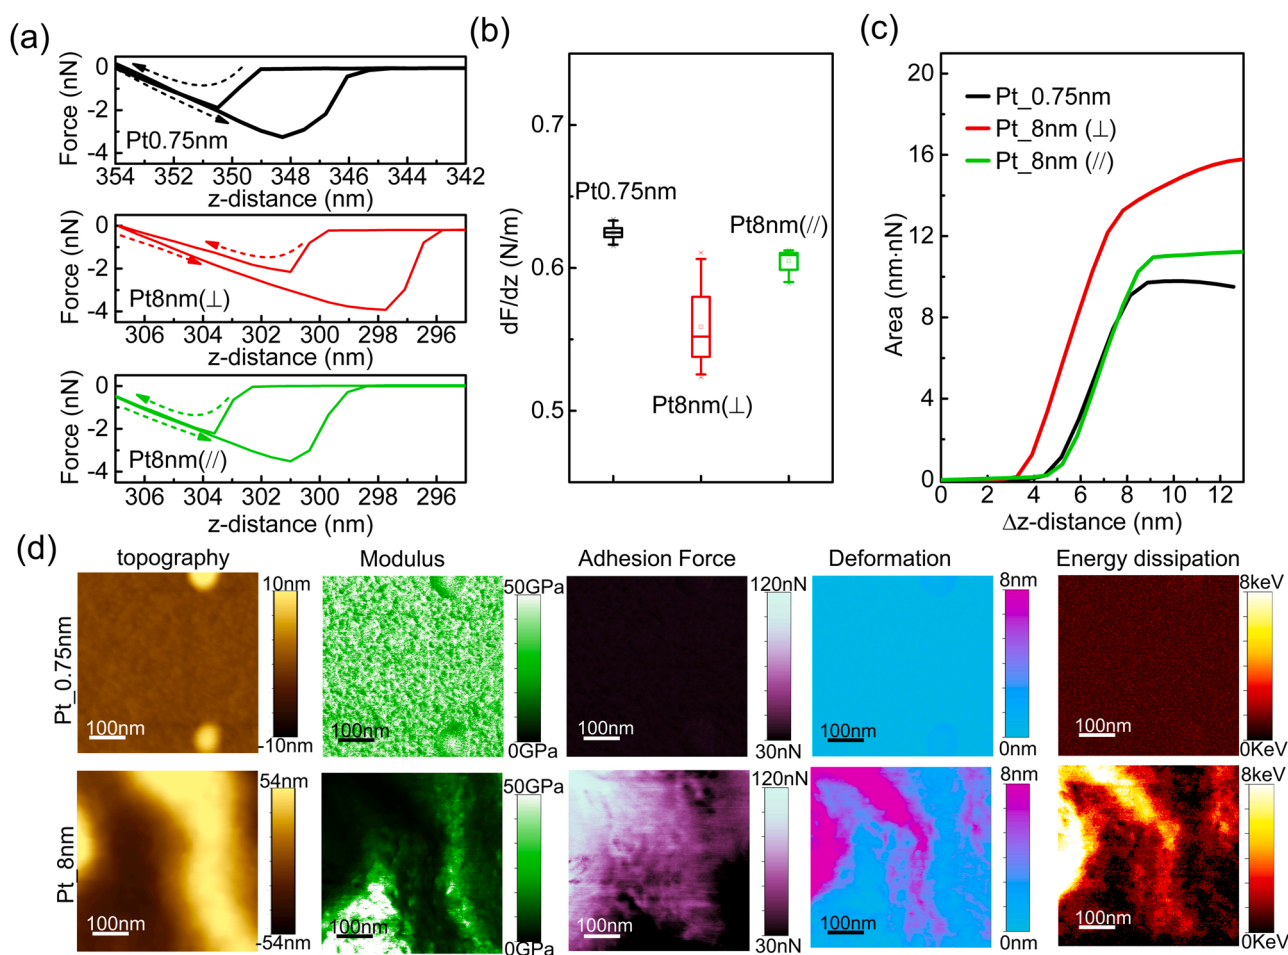 (a)
Force (nN)
0
-2
-4
Pt0.75nm
354 352 350 348 346 344 342
z-distance (nm)
Force (nN)
0
-2
-4
Pt8nm(⊥)
306 304 302 300 298 296
z-distance (nm)
Force (nN)
0
-2
-4
Pt8nm(//)
306 304 302 301 298 296
z-distance (nm)
(b)
dF/dz (N/m)
0.7
0.6
0.5
Pt0.75nm
Pt8nm(//)
Pt8nm(⊥)
(c)
Area (nm·nN)
20
16
12
8
4
0
Pt_0.75nm
Pt_8nm (⊥)
Pt_8nm (//)
0 2 4 6 8 10 12
Δz-distance (nm)
(d)
topography
Modulus
Adhesion Force
Deformation
Energy dissipation
Pt_0.75nm
100nm
10nm
-10nm
100nm
50GPa
0GPa
100nm
120nN
30nN
100nm
8nm
0nm
100nm
8keV
0KeV
Pt_8nm
100nm
54nm
-54nm
100nm
50GPa
0GPa
100nm
120nN
30nN
100nm
8nm
0nm
100nm
8keV
0KeV